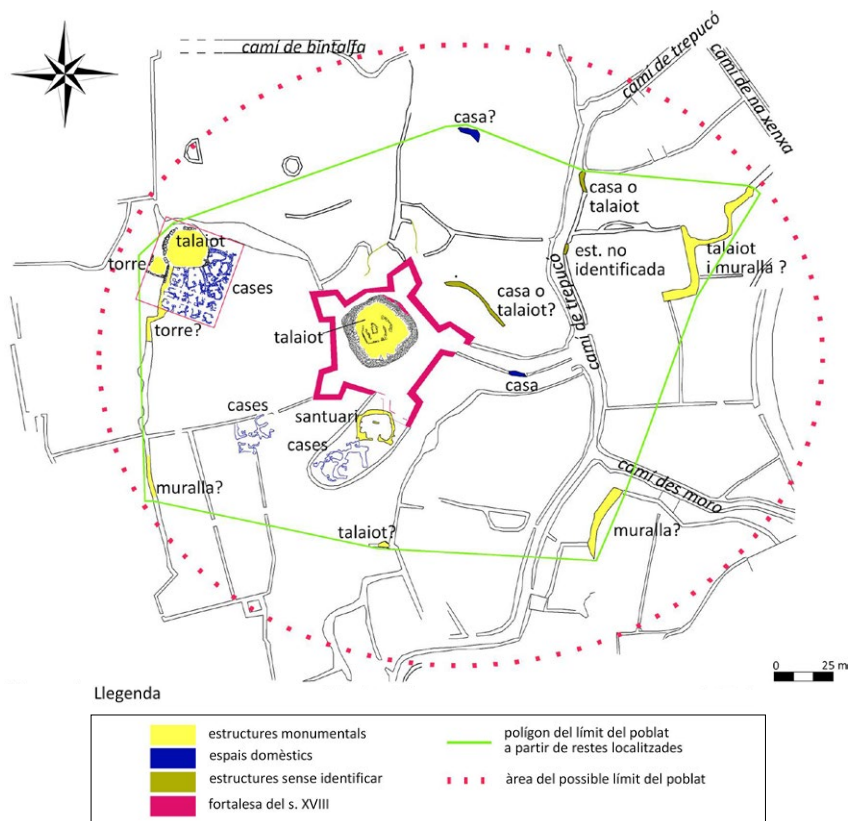 camí de bintalfa
camí de trepucó
camí de na xenxa
casa?
casa o
talaiot
talaiot
torre
cases
est. no
identificada
talaiot
i muralla ?
torre?
talaiot
casa o
talaiot?
camí de trepucó
casa
cases
santuari
cases
muralla?
camí des moro
talaiot?
muralla?
0 25 m
Llegenda
estructures monumentals
espais domèstics
estructures sense identificar
fortalesa del s. XVIII
polígon del límit del poblat
a partir de restes localitzades
àrea del possible límit del poblat